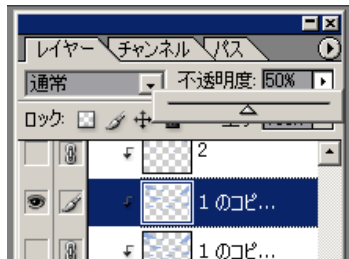 レイヤー チャンネル パス
通常 不透明度: 50%
ロック:
2
1 のコピ...
1 のコピ...